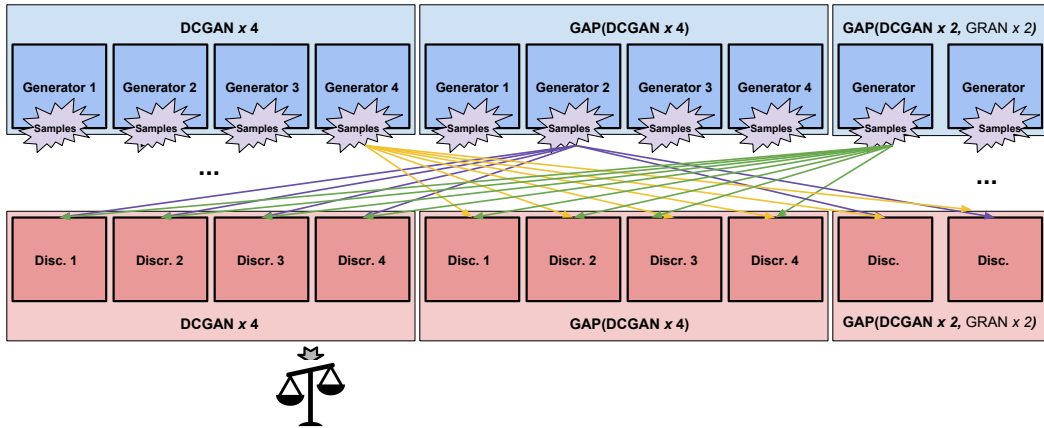 DCGAN x 4
GAP(DCGAN x 4)
GAP(DCGAN x 2, GRAN x 2)
Generator 1
Generator 2
Generator 3
Generator 4
Generator 1
Generator 2
Generator 3
Generator 4
Generator
Generator
Samples
Samples
Samples
Samples
Samples
Samples
Samples
Samples
Samples
Samples
...
...
Disc. 1
Discr. 2
Discr. 3
Discr. 4
Disc. 1
Discr. 2
Discr. 3
Discr. 4
Disc.
Disc.
DCGAN x 4
GAP(DCGAN x 4)
GAP(DCGAN x 2, GRAN x 2)